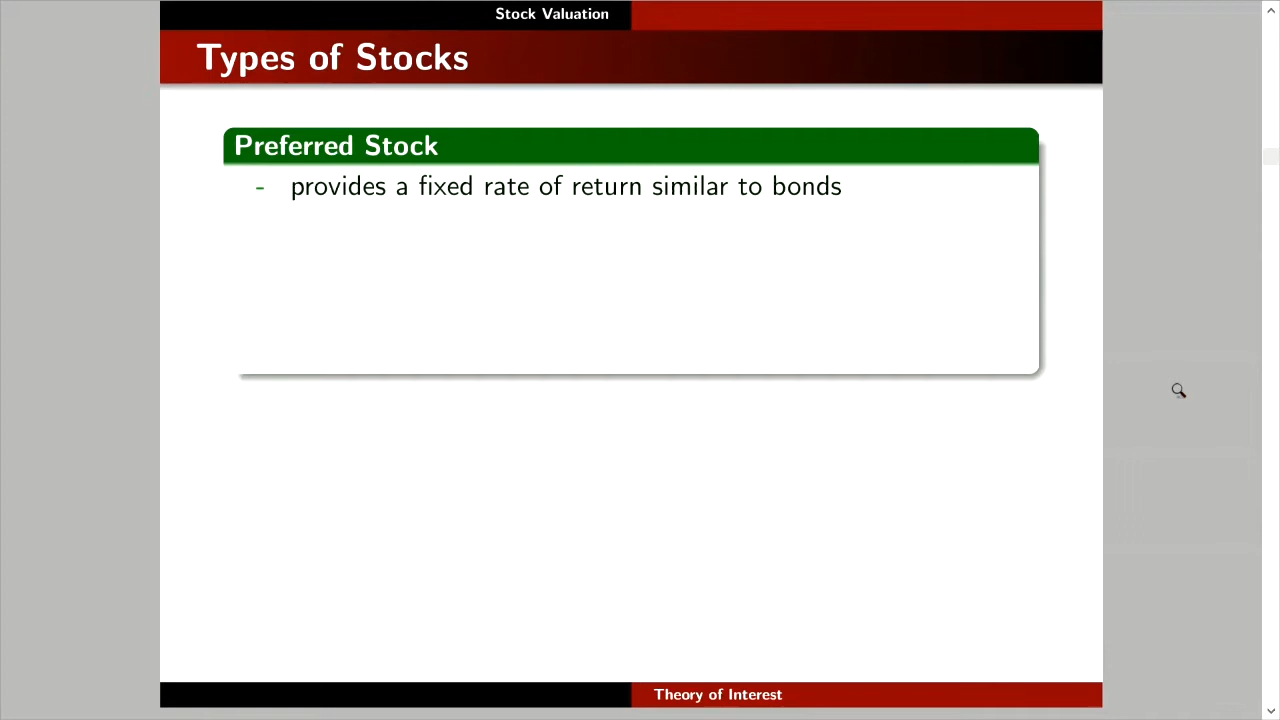 Stock Valuation
Types of Stocks
Preferred Stock
- provides a fixed rate of return similar to bonds
Theory of Interest